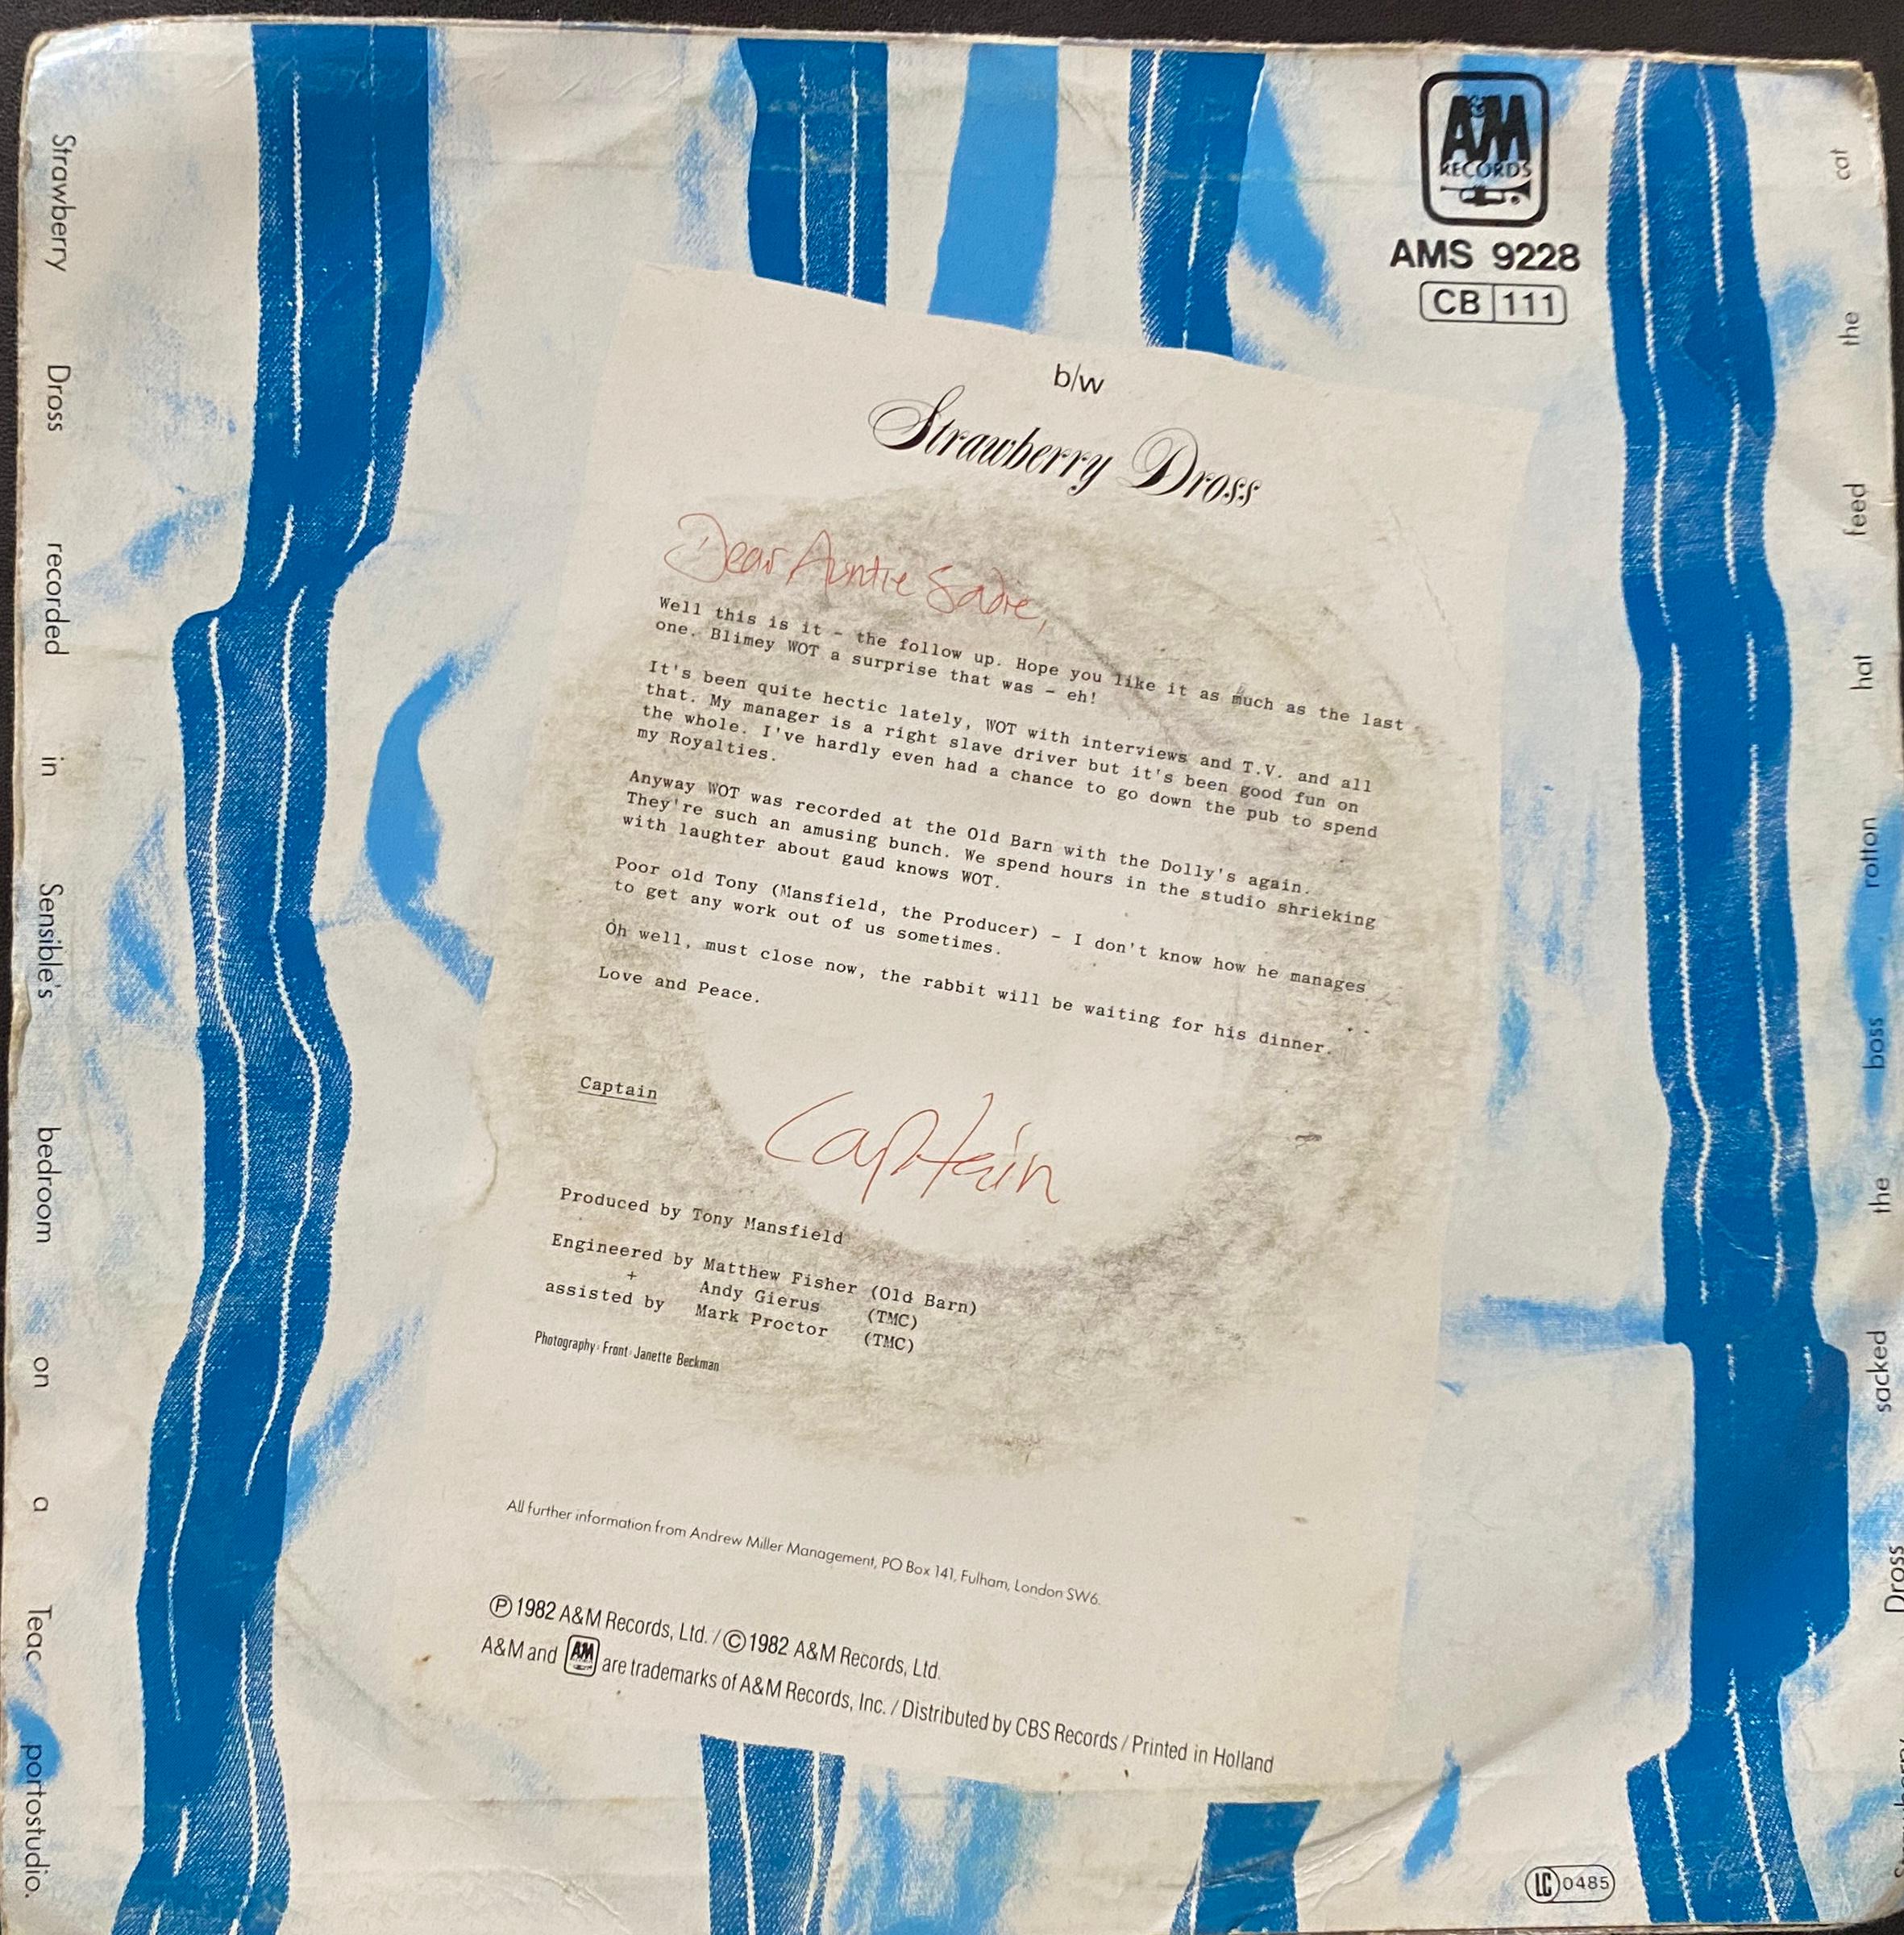 A&M
RECORDS
AMS 9228
CB 111
b/w
Strawberry Dross
Dear Auntie Sadie,
Well this is it - the follow up. Hope you like it as much as the last
one. Blimey WOT a surprise that was - eh!
It's been quite hectic lately, WOT with interviews and T.V. and all
that. My manager is a right slave driver but it's been good fun on
the whole. I've hardly even had a chance to go down the pub to spend
my Royalties.
Anyway WOT was recorded at the Old Barn with the Dolly's again.
They're such an amusing bunch. We spend hours in the studio shrieking
with laughter about gaud knows WOT.
Poor old Tony (Mansfield, the Producer) - I don't know how he manages
to get any work out of us sometimes.
Oh well, must close now, the rabbit will be waiting for his dinner.
Love and Peace.
Captain
Captain
Produced by Tony Mansfield
Engineered by Matthew Fisher (Old Barn)
+ Andy Gierus (TMC)
assisted by Mark Proctor (TMC)
Photography: Front: Janette Beckman
All further information from Andrew Miller Management, PO Box 141, Fulham, London SW6.
℗ 1982 A&M Records, Ltd. / © 1982 A&M Records, Ltd.
A&M and AM are trademarks of A&M Records, Inc. / Distributed by CBS Records / Printed in Holland
LC 0485
Strawberry Dross recorded in Sensible's bedroom on a Teac portostudio.
Dross sacked the boss rotton hat feed the cat